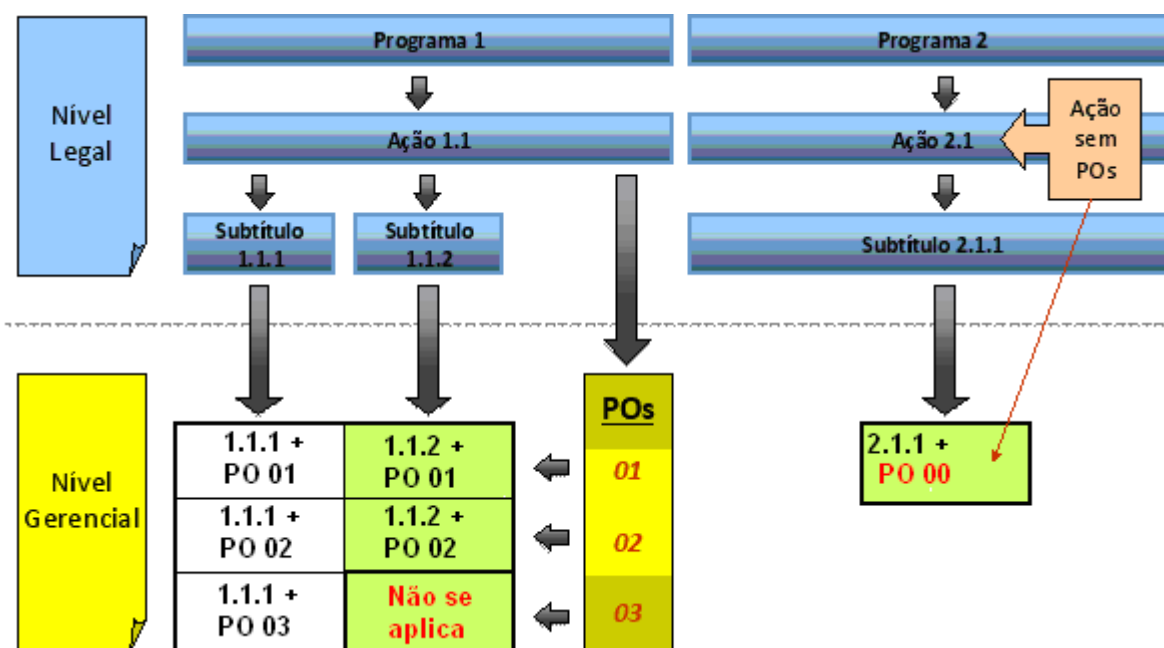 Programa 1
Programa 2
Nível
Legal
Ação 1.1
Ação 2.1
Ação
sem
POs
Subtítulo
1.1.1
Subtítulo
1.1.2
Subtítulo 2.1.1
Nível
Gerencial
POs
1.1.1 +
PO 01
1.1.2 +
PO 01
01
2.1.1 +
PO 00
1.1.1 +
PO 02
1.1.2 +
PO 02
02
1.1.1 +
PO 03
Não se
aplica
03